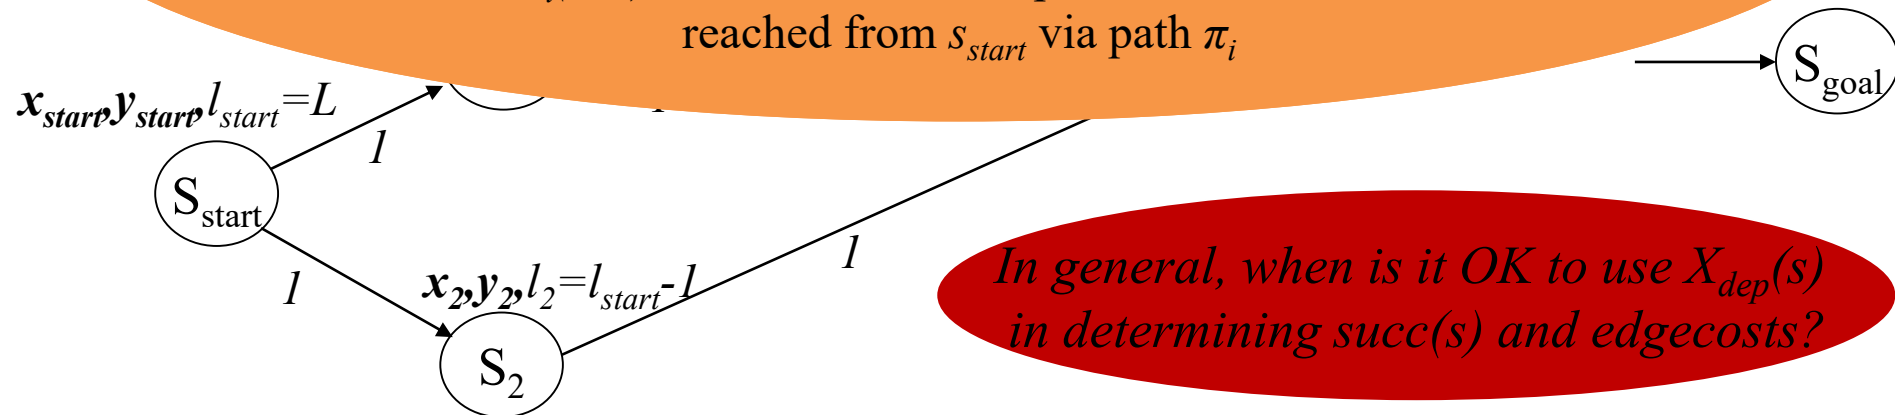 reached from s_start via path π_i
S_goal
x_start,y_start,l_start=L
1
S_start
1
1
x_2,y_2,l_2=l_start-1
S_2
In general, when is it OK to use X_dep(s)
in determining succ(s) and edgecosts?